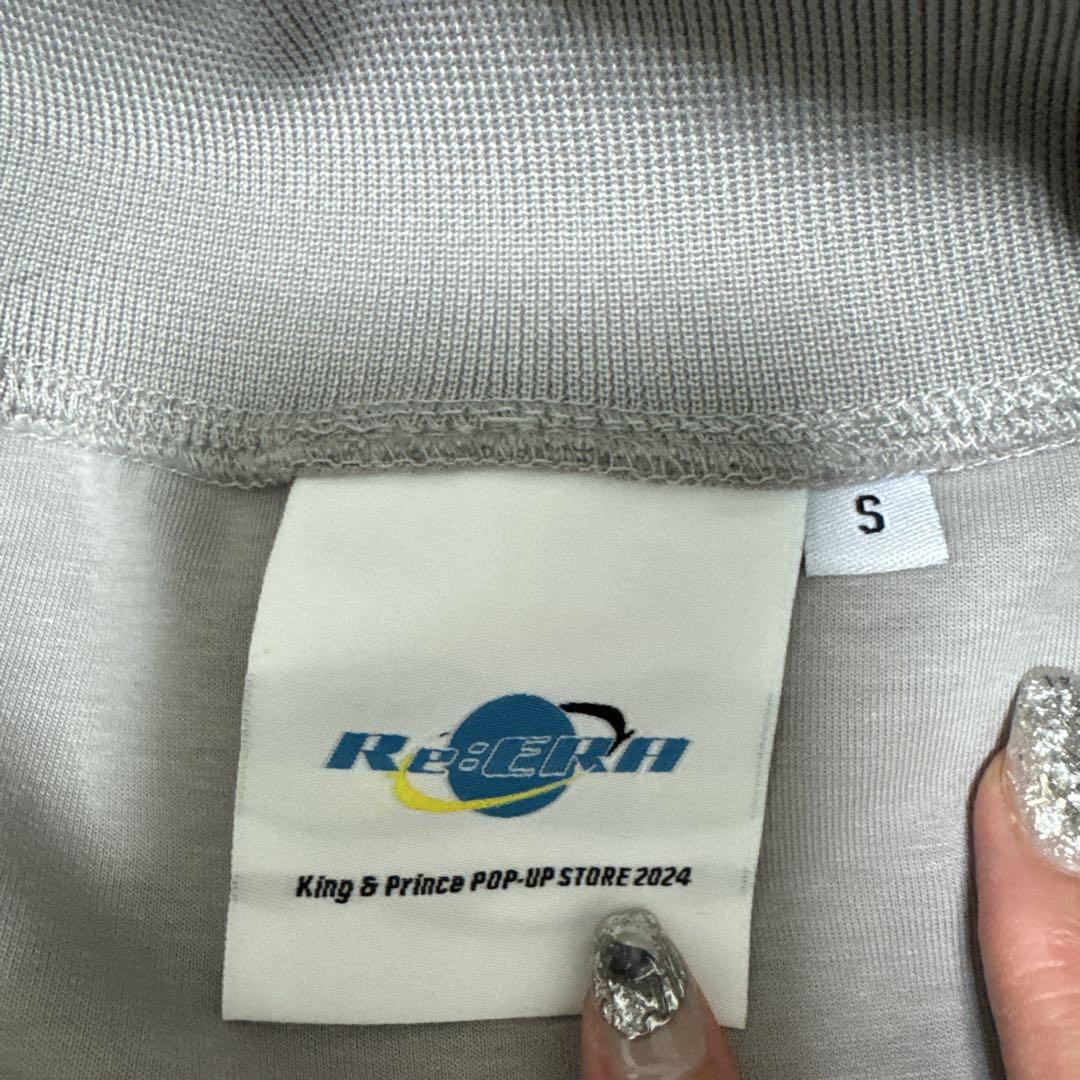 S
Re:ERA
King & Prince POP-UP STORE 2024